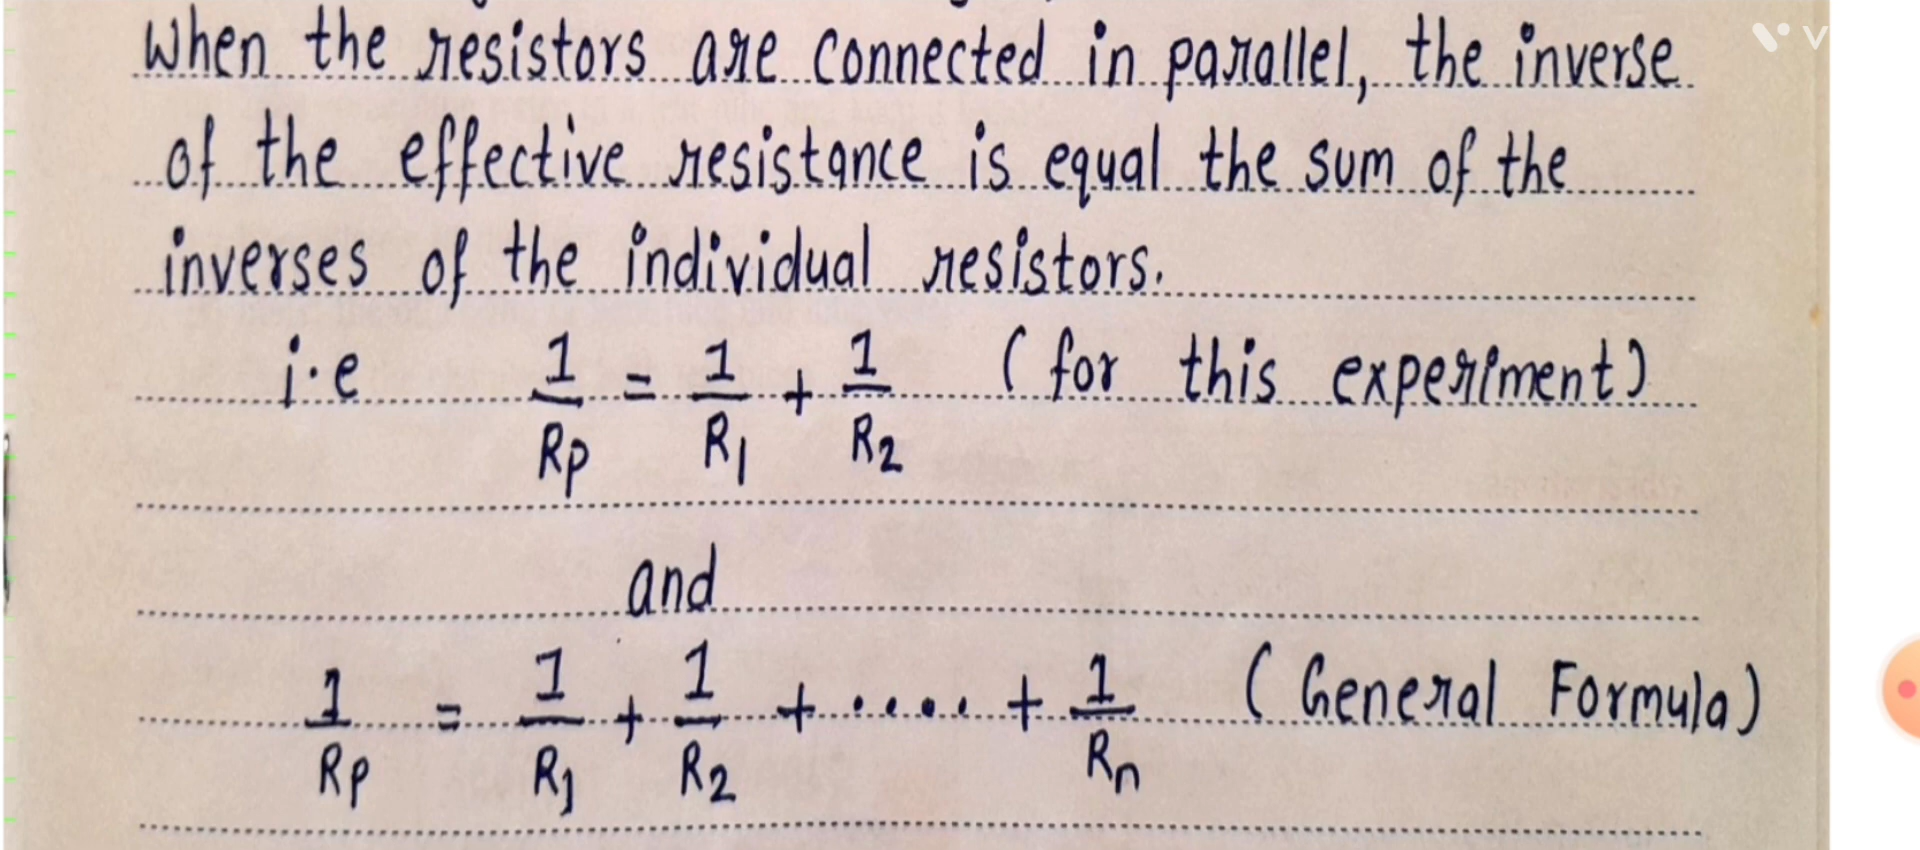 When the resistors are connected in parallel, the inverse
of the effective resistance is equal the sum of the
inverses of the individual resistors.
i.e 1/Rp = 1/R1 + 1/R2 (for this experiment)
and
1/Rp = 1/R1 + 1/R2 + ..... + 1/Rn (General Formula)